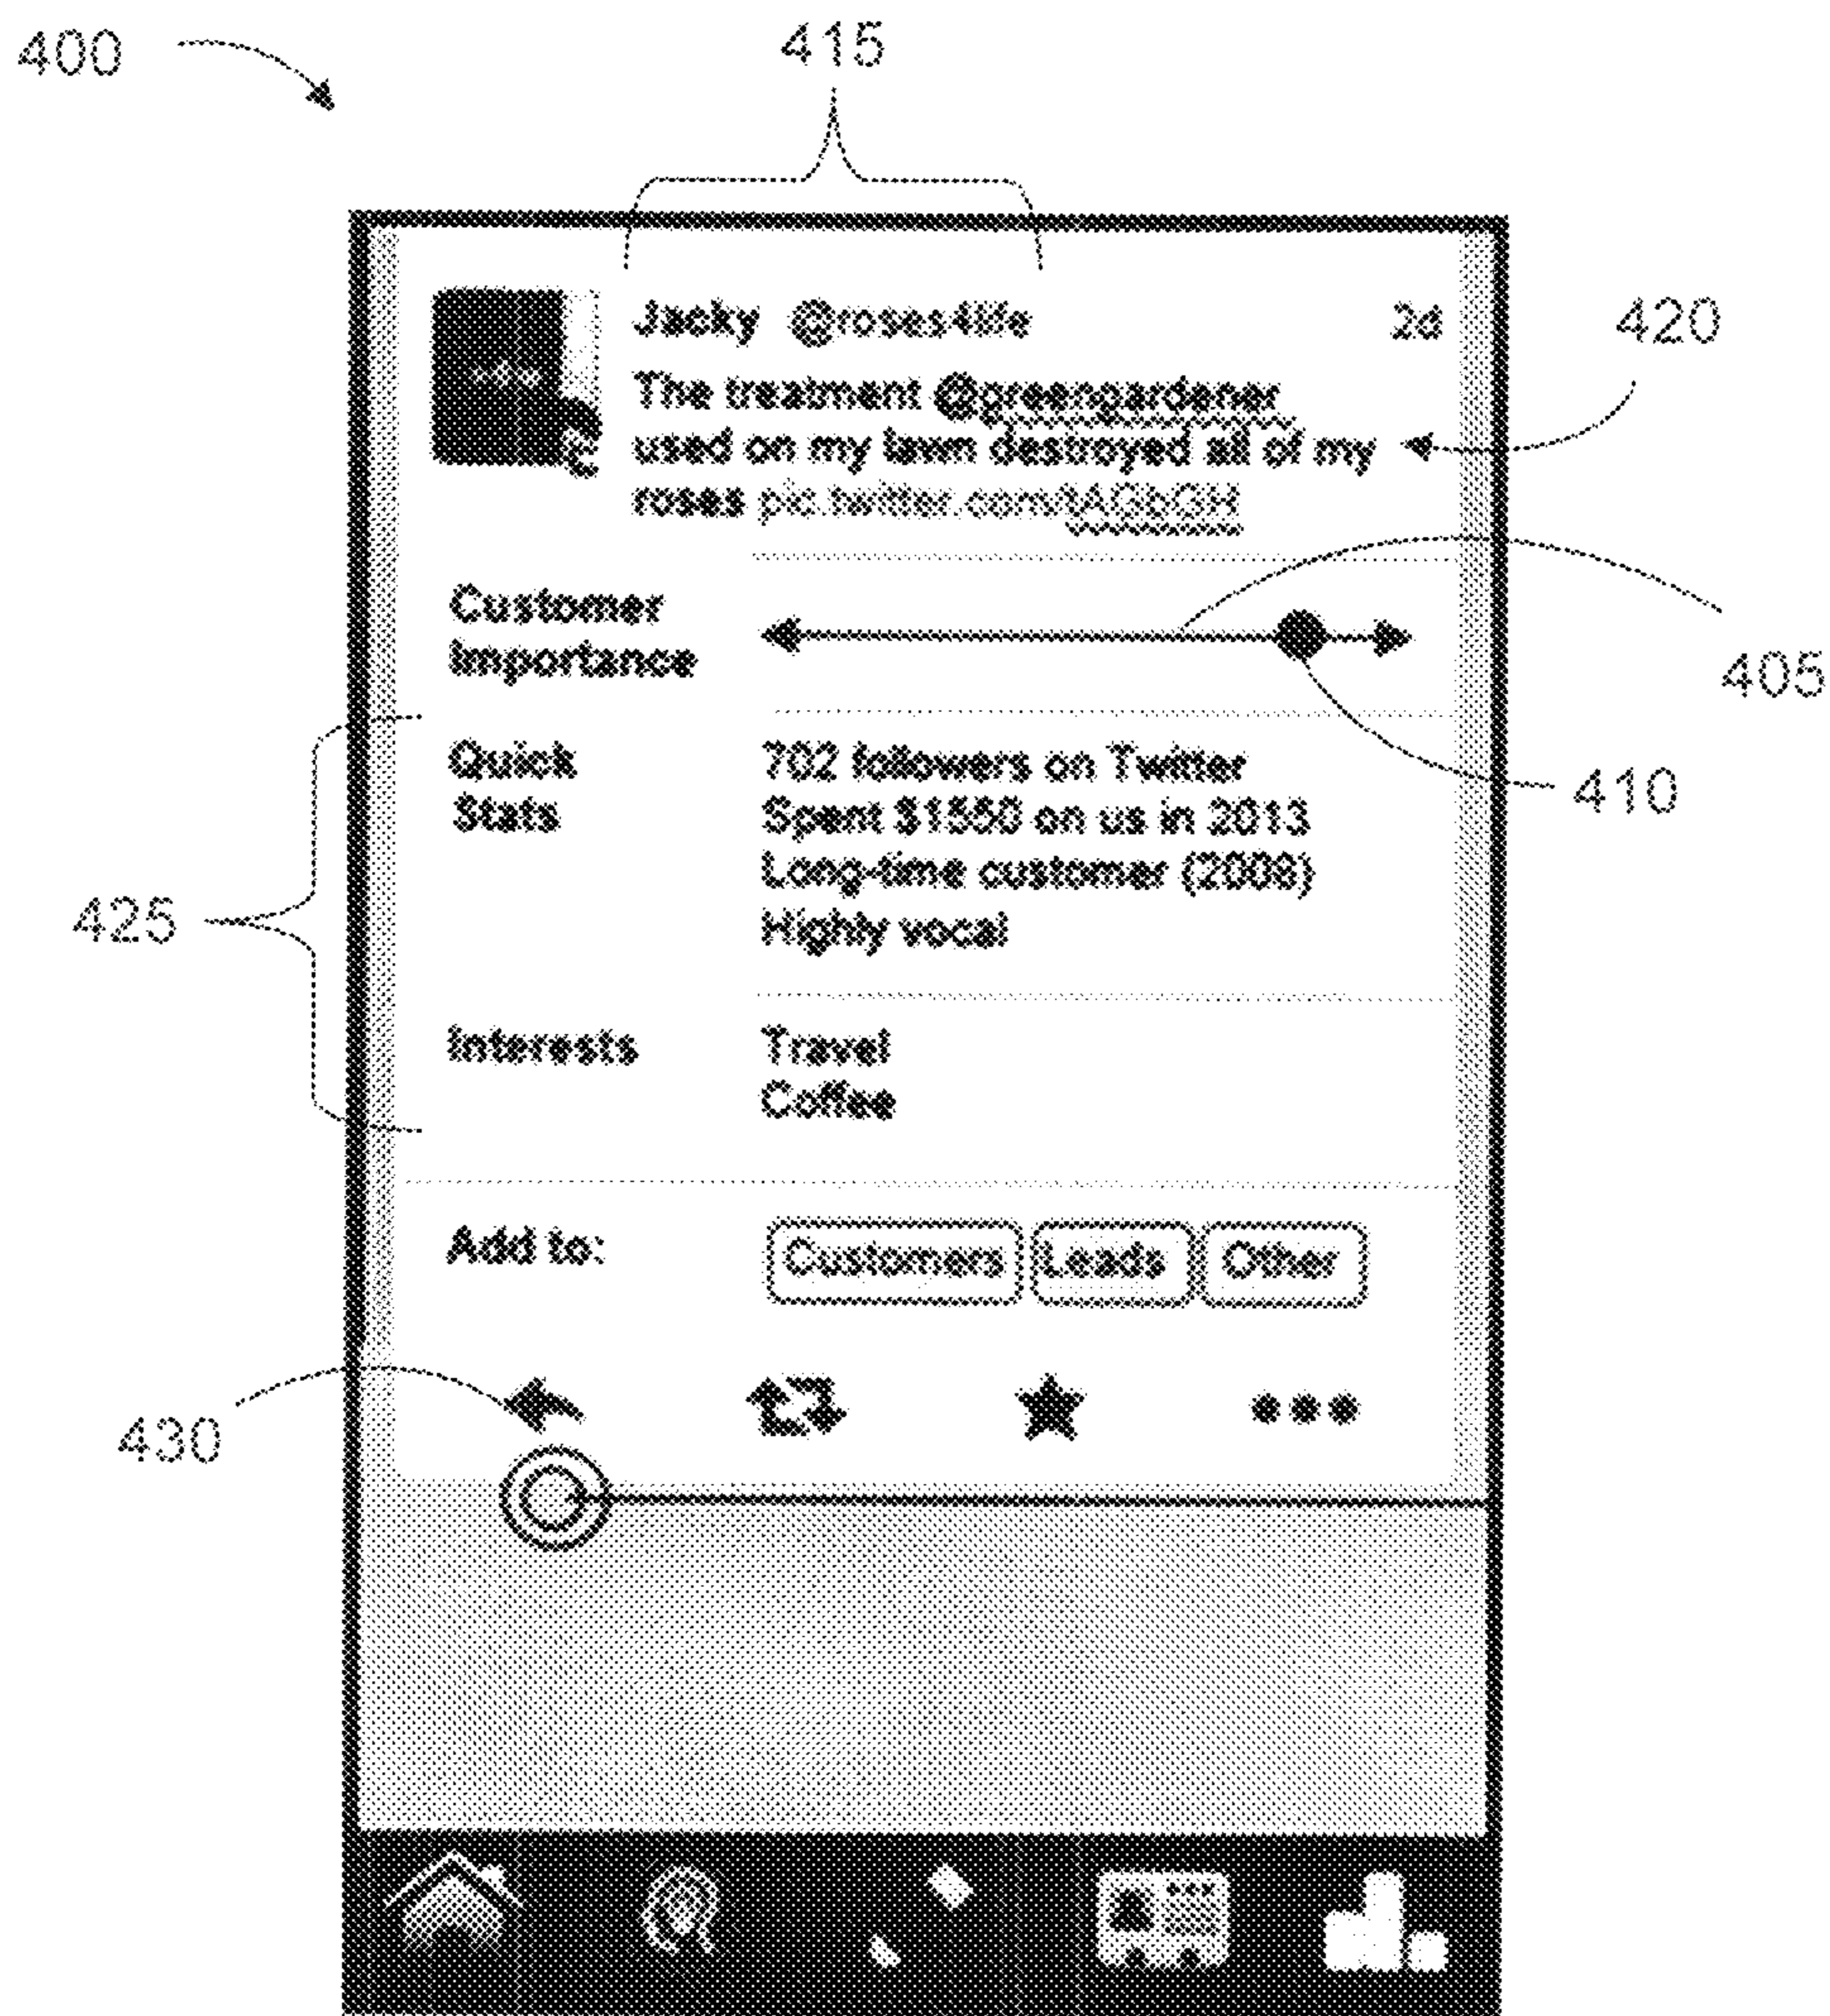 400
415
Jacky @roses4life 2d
420
The treatment @greengardener
used on my lawn destroyed all of my
roses pic.twitter.com/
Customer
Importance
405
410
Quick
Stats
702 followers on Twitter
Spent $1550 on us in 2013
Long-time customer (2008)
Highly vocal
425
Interests
Travel
Coffee
Add to:
Customers Leads Other
430